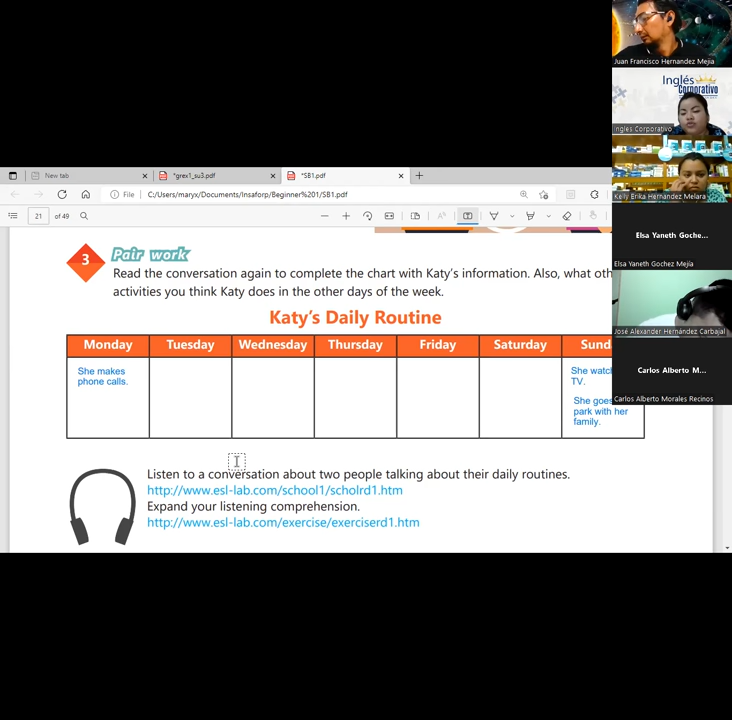 Juan Francisco Hernandez Mejia
Inglés
Corporativo
Ingles Corporativo
Kelly Erika Hernandez Melara
Elsa Yaneth Goche...
Elsa Yaneth Gochez Mejía
José Alexander Hernández Carbajal
Carlos Alberto M...
Carlos Alberto Morales Recinos
New tab
*grex1_su3.pdf
*SB1.pdf
File
C:/Users/maryx/Documents/Insaforp/Beginner%201/SB1.pdf
21 of 49
3 Pair work
Read the conversation again to complete the chart with Katy's information. Also, what oth
activities you think Katy does in the other days of the week.
Katy's Daily Routine
Monday Tuesday Wednesday Thursday Friday Saturday Sund
She makes
phone calls.
She watc
TV.
She goes
park with her
family.
Listen to a conversation about two people talking about their daily routines.
http://www.esl-lab.com/school1/scholrd1.htm
Expand your listening comprehension.
http://www.esl-lab.com/exercise/exerciserd1.htm